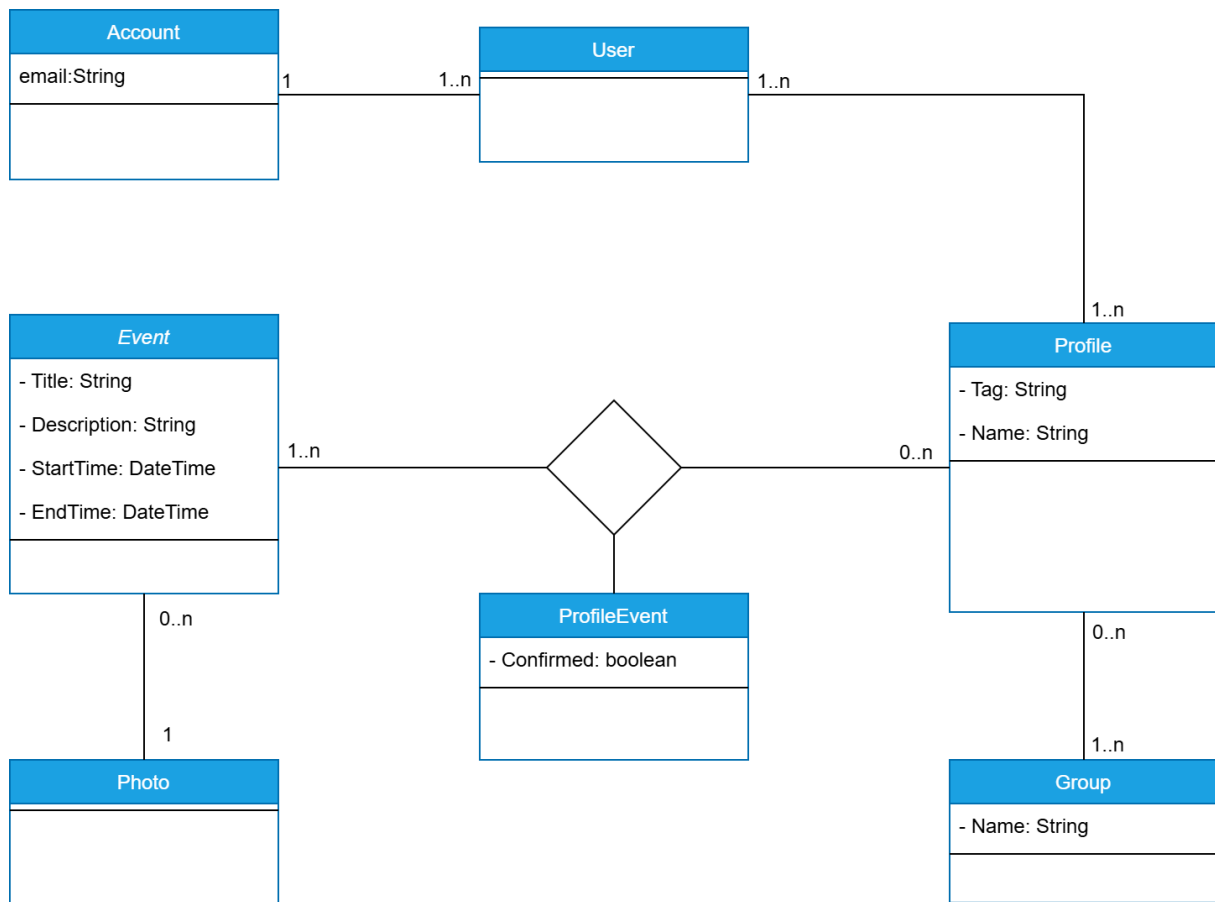 Account
email:String
1
1..n
User
1..n
1..n
Event
- Title: String
- Description: String
- StartTime: DateTime
- EndTime: DateTime
1..n
0..n
Profile
- Tag: String
- Name: String
ProfileEvent
- Confirmed: boolean
0..n
1
Photo
0..n
1..n
Group
- Name: String